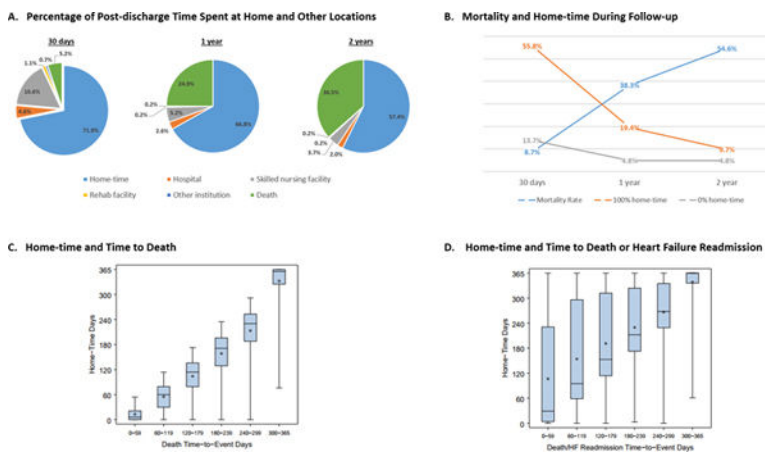 A. Percentage of Post-discharge Time Spent at Home and Other Locations
30 days
1 year
2 years
1.1%
0.7%
5.2%
4.6%
0.2%
0.2%
5.2%
2.6%
24.9%
66.8%
36.5%
57.4%
0.2%
0.2%
3.7%
2.0%
Home-time
Hospital
Skilled nursing facility
Rehab facility
Other institution
Death
B. Mortality and Home-time During Follow-up
55.8%
54.6%
38.3%
19.4%
13.7%
8.7%
9.7%
4.8%
4.8%
30 days
1 year
2 year
Mortality Rate
100% home-time
0% home-time
C. Home-time and Time to Death
Home-Time Days
365
300
240
180
120
60
0
0-59
60-119
120-179
180-239
240-299
300-365
Death Time-to-Event Days
D. Home-time and Time to Death or Heart Failure Readmission
Home-Time Days
365
300
240
180
120
60
0
0-59
60-119
120-179
180-239
240-299
300-365
Death/HF Readmission Time-to-Event Days